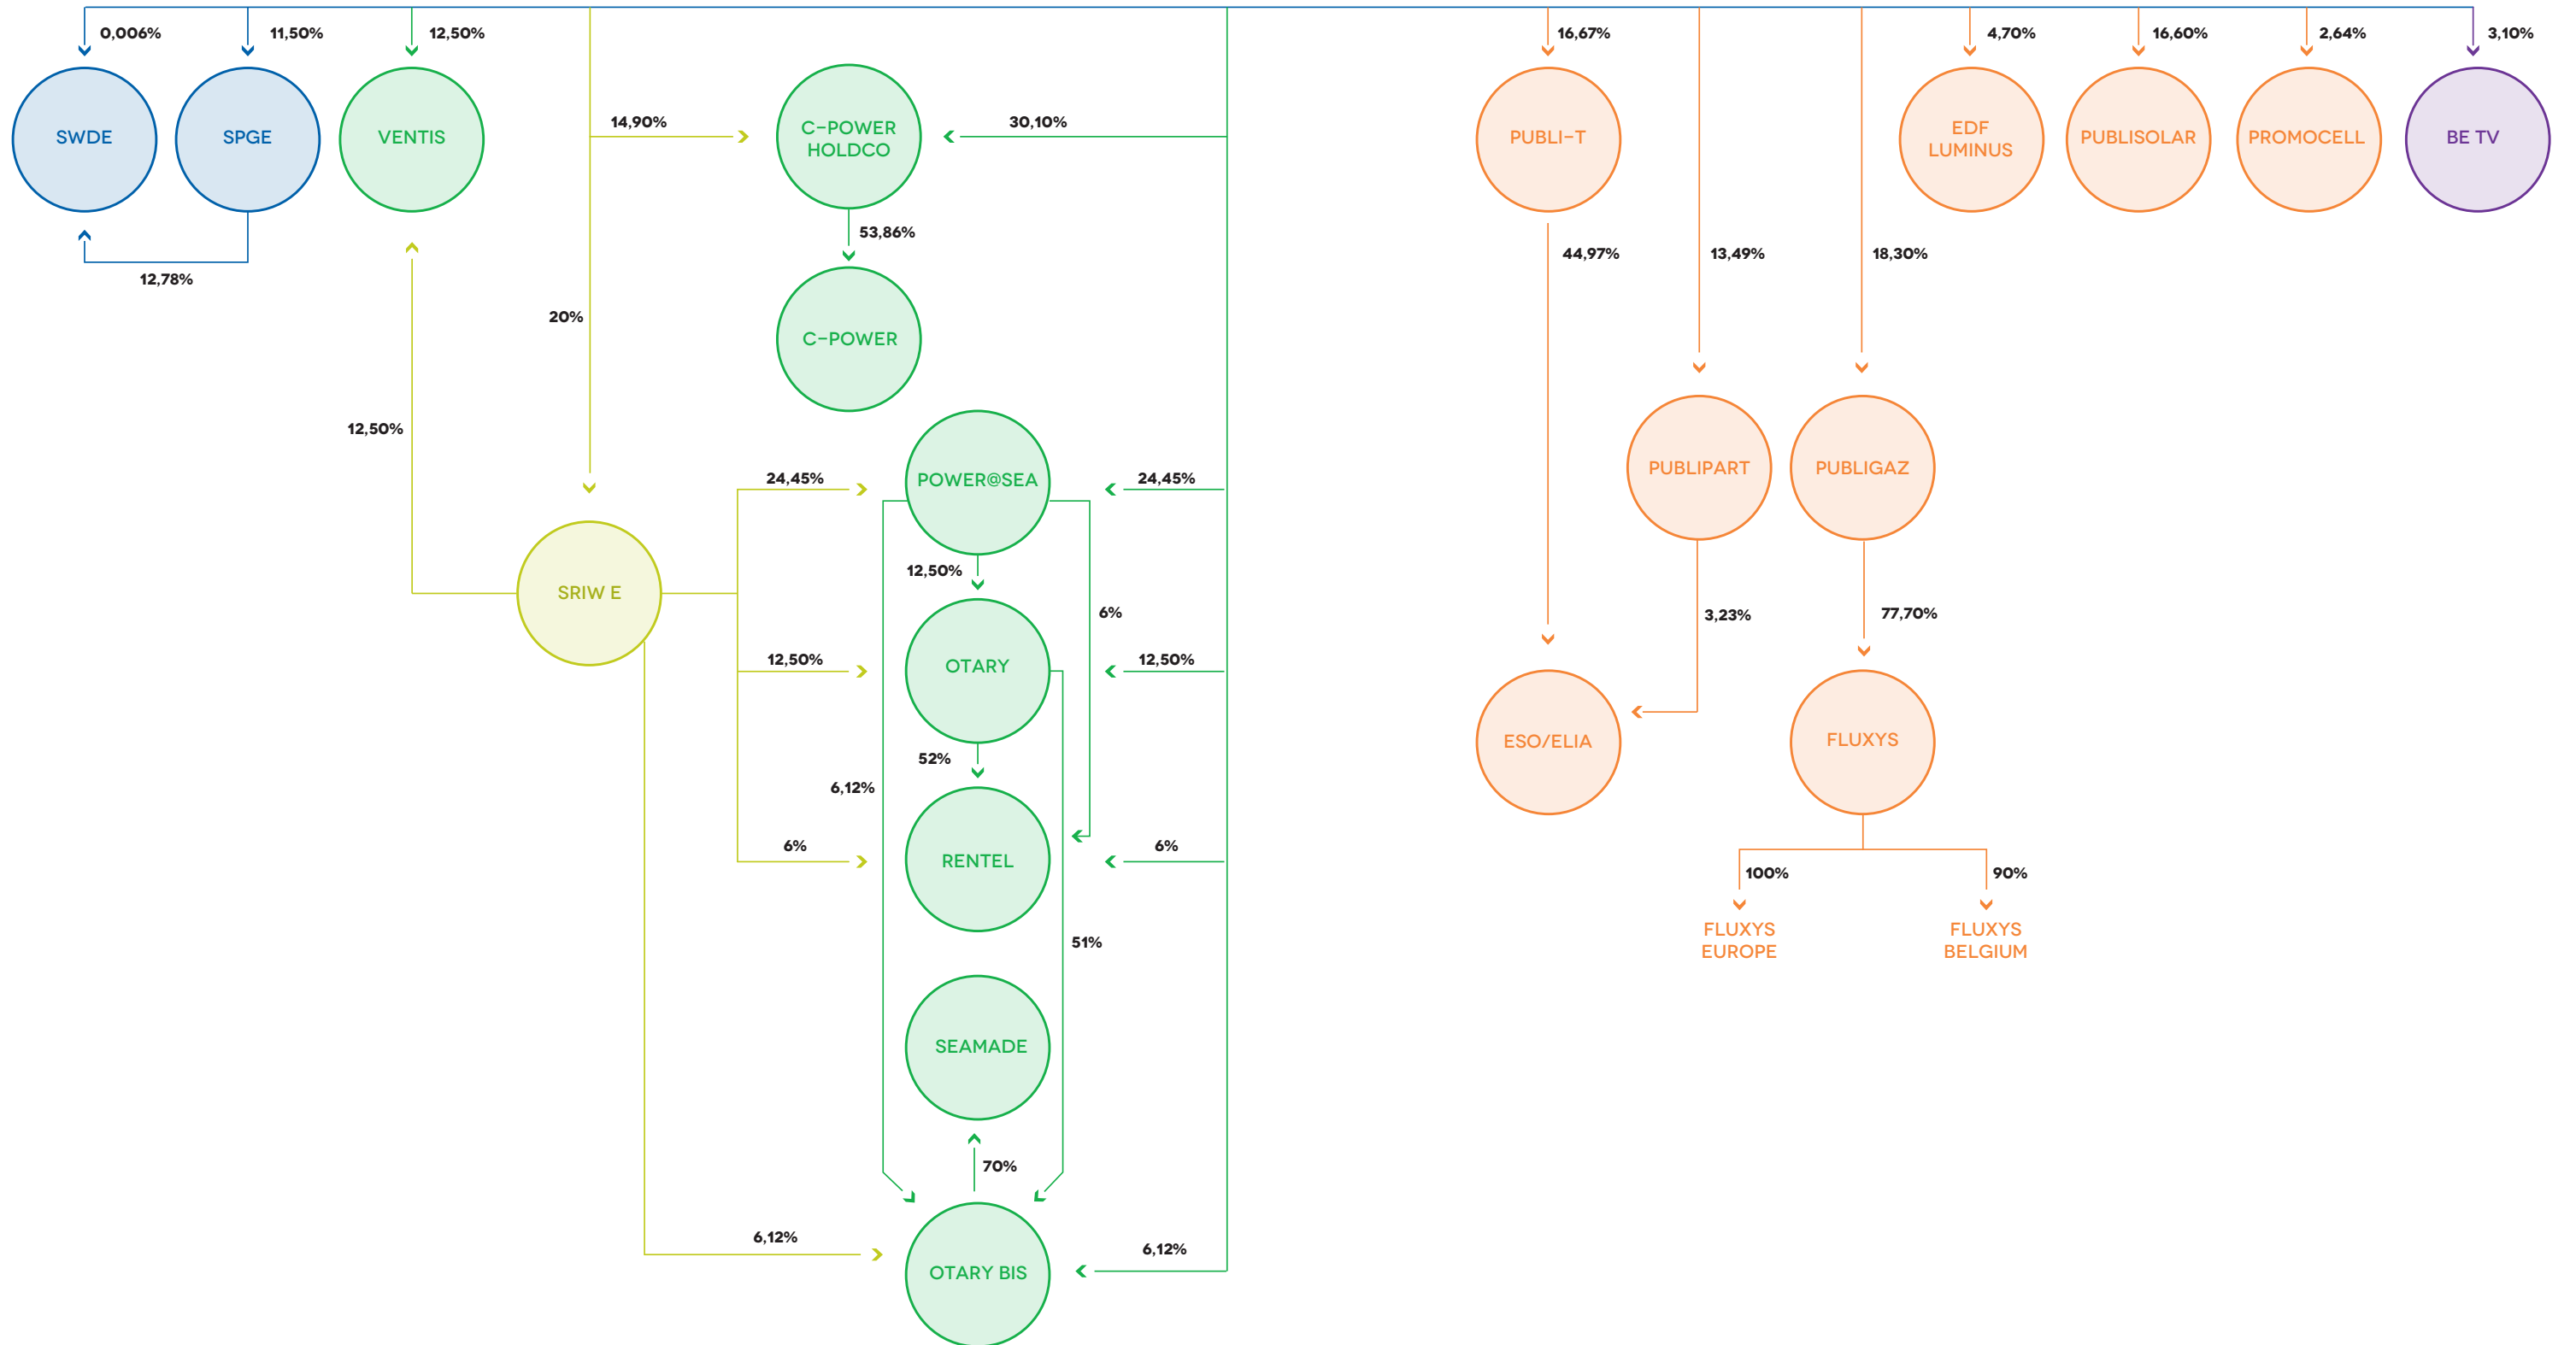 0,006%
11,50%
12,50%
16,67%
4,70%
16,60%
2,64%
3,10%
SWDE
SPGE
VENTIS
14,90%
C-POWER
HOLDCO
30,10%
PUBLI-T
EDF
LUMINUS
PUBLISOLAR
PROMOCELL
BE TV
53,86%
12,78%
44,97%
13,49%
18,30%
20%
C-POWER
12,50%
24,45%
POWER@SEA
24,45%
PUBLIPART
PUBLIGAZ
12,50%
SRIW E
6%
3,23%
77,70%
12,50%
OTARY
12,50%
52%
ESO/ELIA
FLUXYS
6,12%
6%
RENTEL
6%
100%
90%
FLUXYS
EUROPE
FLUXYS
BELGIUM
51%
SEAMADE
70%
6,12%
6,12%
OTARY BIS